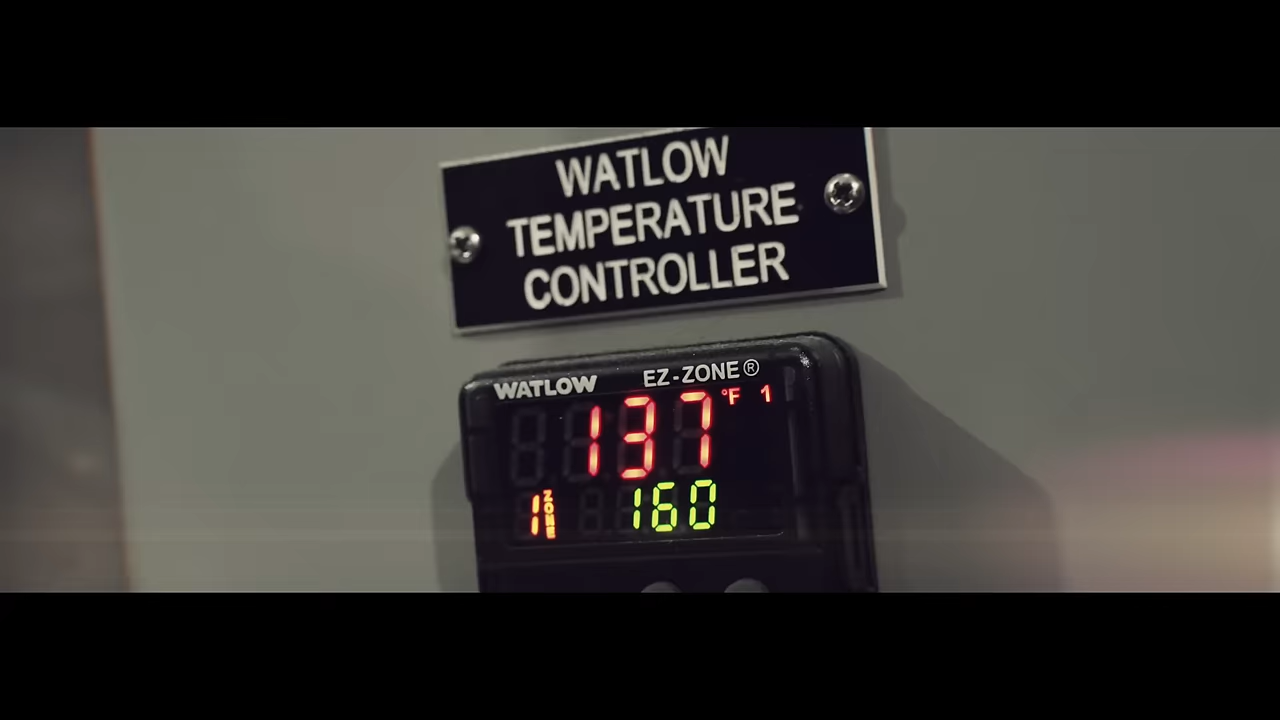 WATLOW
TEMPERATURE
CONTROLLER
WATLOW EZ-ZONE®
137 °F 1
1 ZONE 160